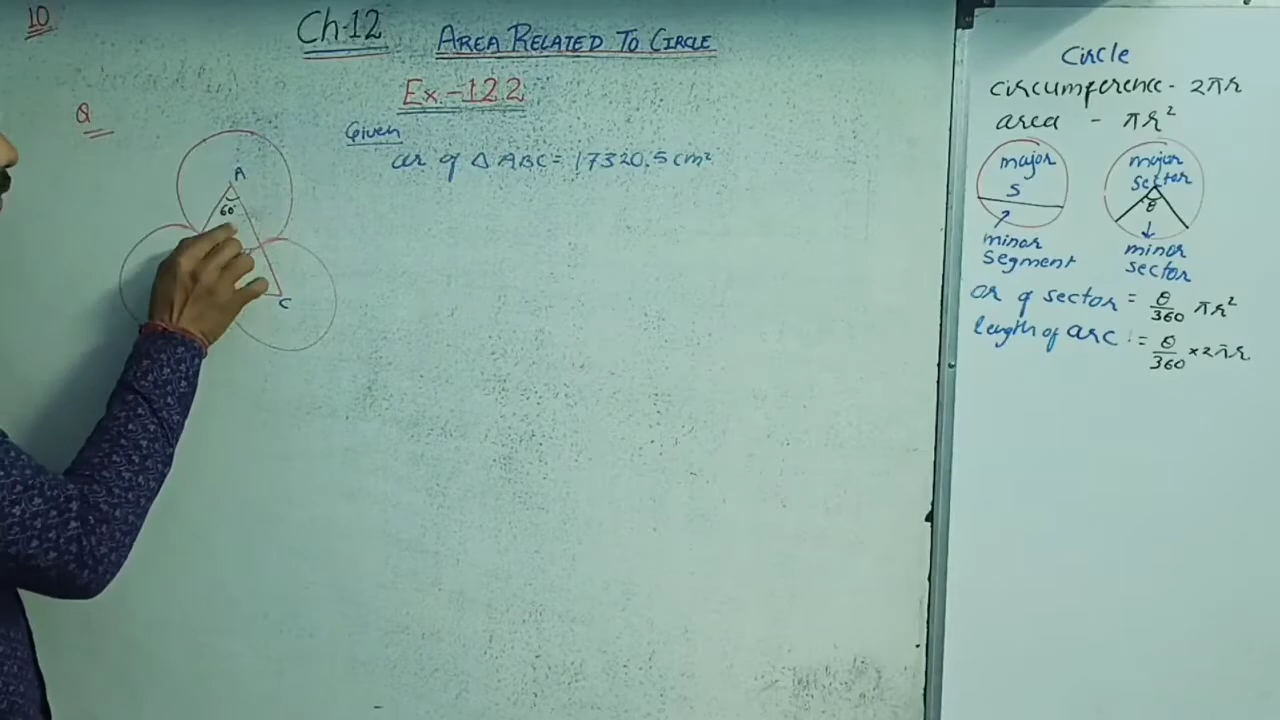 10
Ch-12 AREA RELATED TO CIRCLE
Ex-12.2
Q
Given
ar of △ ABC = 17320.5 cm²
A
60°
C
Circle
circumference - 2πr
area - πr²
major
S
minor
segment
major
sector
θ
minor
sector
ar of sector = θ/360 πr²
length of arc = θ/360 × 2πr